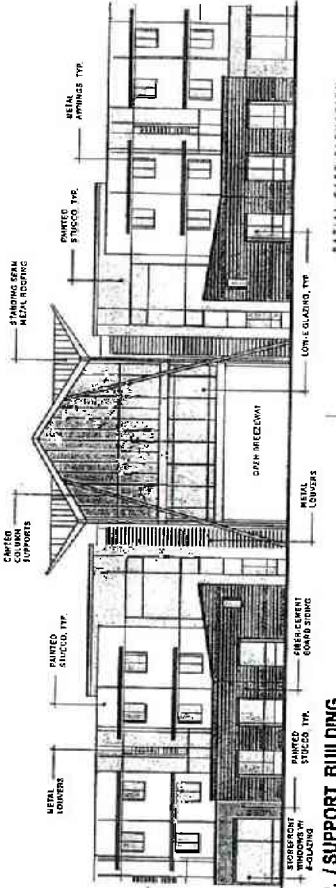 STANDING SEAM
METAL ROOFING
CANTED
COLUMN
SUPPORTS
METAL
AWNINGS, TYP.
PAINTED
STUCCO, TYP.
PAINTED
STUCCO, TYP.
METAL
LOUVERS
OPEN BREEZEWAY
LOW-E GLAZING, TYP.
METAL
LOUVERS
FIBER-CEMENT
BOARD SIDING
PAINTED
STUCCO, TYP.
STOREFRONT
WINDOWS W/
GLAZING
/ SUPPORT BUILDING